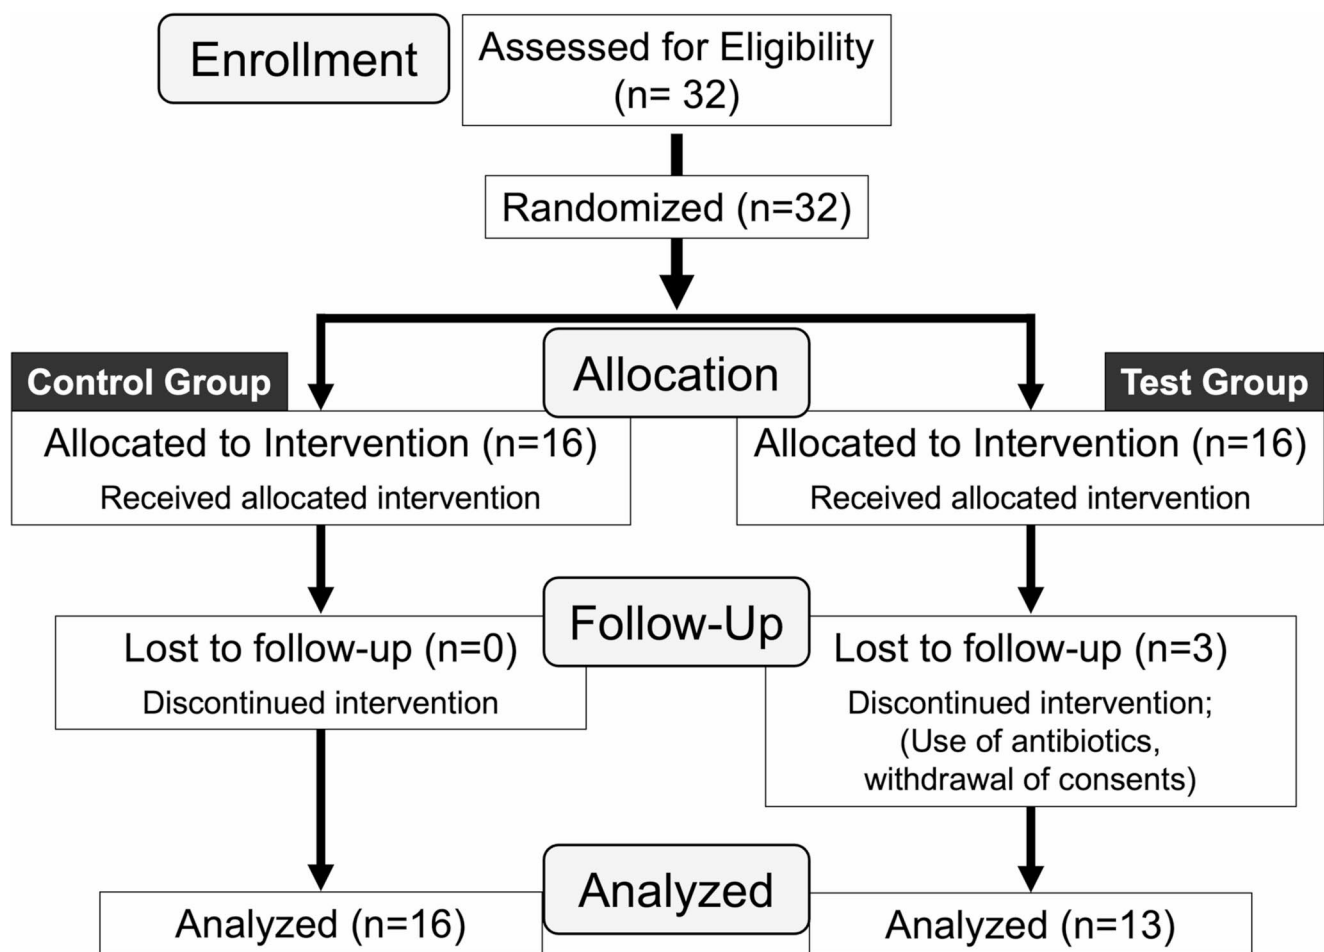 Enrollment
Assessed for Eligibility
(n= 32)
Randomized (n=32)
Allocation
Control Group
Allocated to Intervention (n=16)
Received allocated intervention
Test Group
Allocated to Intervention (n=16)
Received allocated intervention
Follow-Up
Lost to follow-up (n=0)
Discontinued intervention
Lost to follow-up (n=3)
Discontinued intervention;
(Use of antibiotics,
withdrawal of consents)
Analyzed
Analyzed (n=16)
Analyzed (n=13)